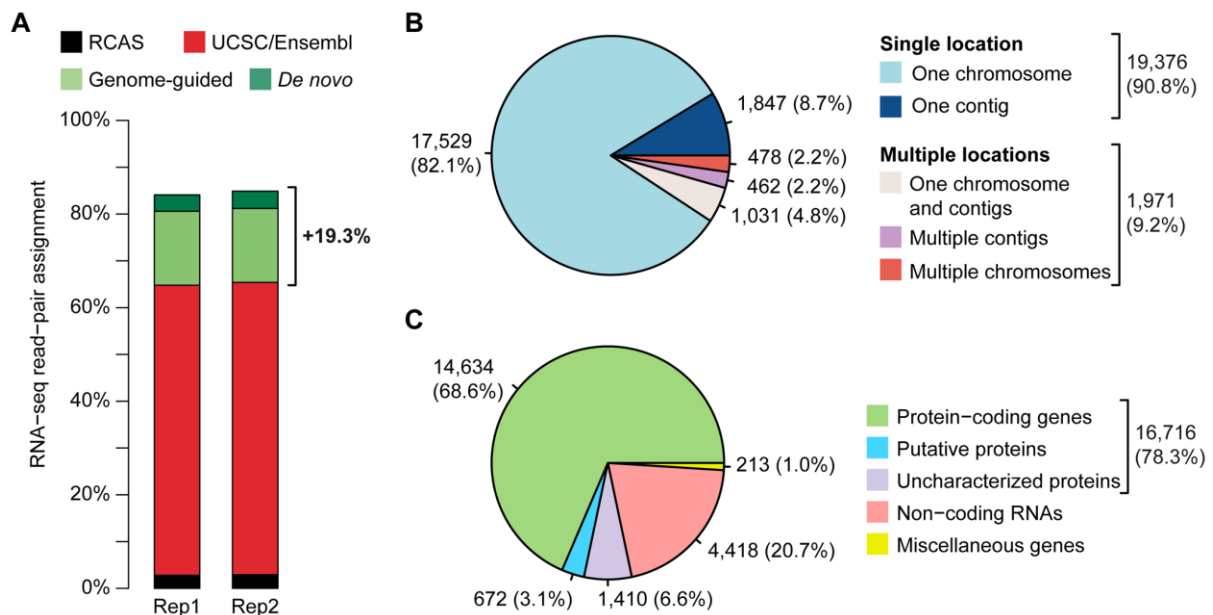 A
RCAS
UCSC/Ensembl
Genome-guided
De novo
100%
80%
60%
40%
20%
0%
RNA−seq read−pair assignment
+19.3%
Rep1
Rep2
B
17,529
(82.1%)
1,847 (8.7%)
478 (2.2%)
462 (2.2%)
1,031 (4.8%)
Single location
One chromosome
One contig
19,376
(90.8%)
Multiple locations
One chromosome
and contigs
Multiple contigs
Multiple chromosomes
1,971
(9.2%)
C
14,634
(68.6%)
213 (1.0%)
4,418 (20.7%)
1,410 (6.6%)
672 (3.1%)
Protein−coding genes
Putative proteins
Uncharacterized proteins
Non−coding RNAs
Miscellaneous genes
16,716
(78.3%)